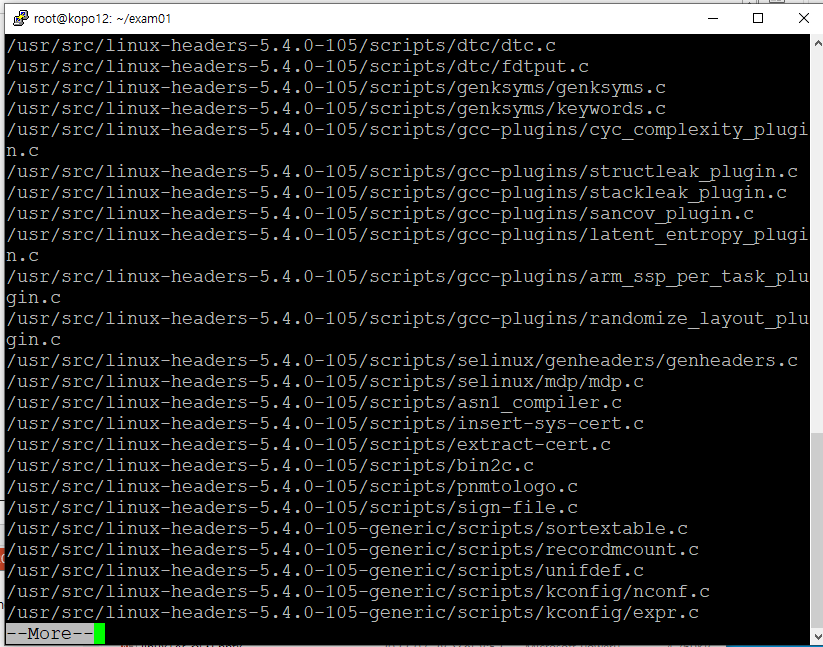 root@kopo12: ~/exam01
/usr/src/linux-headers-5.4.0-105/scripts/dtc/dtc.c
/usr/src/linux-headers-5.4.0-105/scripts/dtc/fdtput.c
/usr/src/linux-headers-5.4.0-105/scripts/genksyms/genksyms.c
/usr/src/linux-headers-5.4.0-105/scripts/genksyms/keywords.c
/usr/src/linux-headers-5.4.0-105/scripts/gcc-plugins/cyc_complexity_plugi
n.c
/usr/src/linux-headers-5.4.0-105/scripts/gcc-plugins/structleak_plugin.c
/usr/src/linux-headers-5.4.0-105/scripts/gcc-plugins/stackleak_plugin.c
/usr/src/linux-headers-5.4.0-105/scripts/gcc-plugins/sancov_plugin.c
/usr/src/linux-headers-5.4.0-105/scripts/gcc-plugins/latent_entropy_plugi
n.c
/usr/src/linux-headers-5.4.0-105/scripts/gcc-plugins/arm_ssp_per_task_plu
gin.c
/usr/src/linux-headers-5.4.0-105/scripts/gcc-plugins/randomize_layout_plu
gin.c
/usr/src/linux-headers-5.4.0-105/scripts/selinux/genheaders/genheaders.c
/usr/src/linux-headers-5.4.0-105/scripts/selinux/mdp/mdp.c
/usr/src/linux-headers-5.4.0-105/scripts/asn1_compiler.c
/usr/src/linux-headers-5.4.0-105/scripts/insert-sys-cert.c
/usr/src/linux-headers-5.4.0-105/scripts/extract-cert.c
/usr/src/linux-headers-5.4.0-105/scripts/bin2c.c
/usr/src/linux-headers-5.4.0-105/scripts/pnmtologo.c
/usr/src/linux-headers-5.4.0-105/scripts/sign-file.c
/usr/src/linux-headers-5.4.0-105-generic/scripts/sortextable.c
/usr/src/linux-headers-5.4.0-105-generic/scripts/recordmcount.c
/usr/src/linux-headers-5.4.0-105-generic/scripts/unifdef.c
/usr/src/linux-headers-5.4.0-105-generic/scripts/kconfig/nconf.c
/usr/src/linux-headers-5.4.0-105-generic/scripts/kconfig/expr.c
--More--